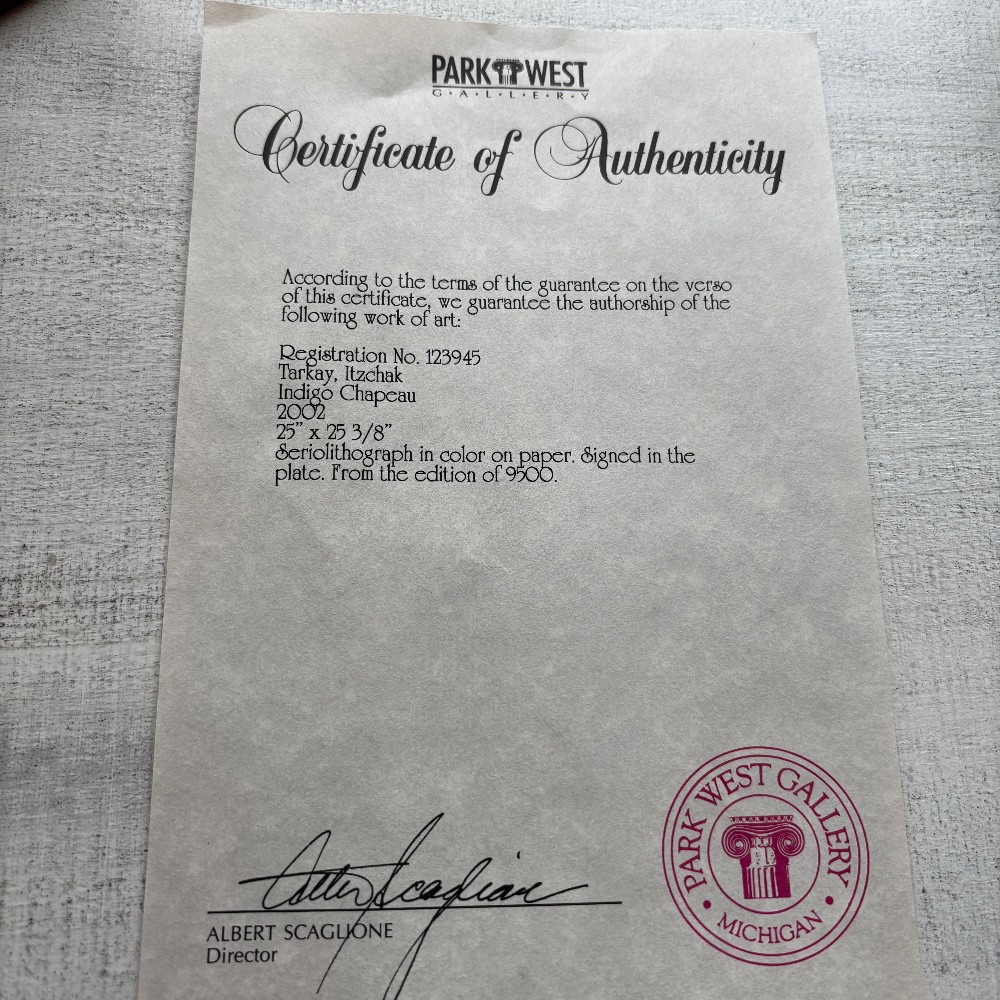 PARK WEST
G·A·L·L·E·R·Y
Certificate of Authenticity
According to the terms of the guarantee on the verso
of this certificate, we guarantee the authorship of the
following work of art:
Registration No. 123945
Tarkay, Itzchak
Indigo Chapeau
2002
25" x 25 3/8"
Seriolithograph in color on paper. Signed in the
plate. From the edition of 9500.
Albert Scaglione
ALBERT SCAGLIONE
Director
PARK WEST GALLERY
• MICHIGAN •